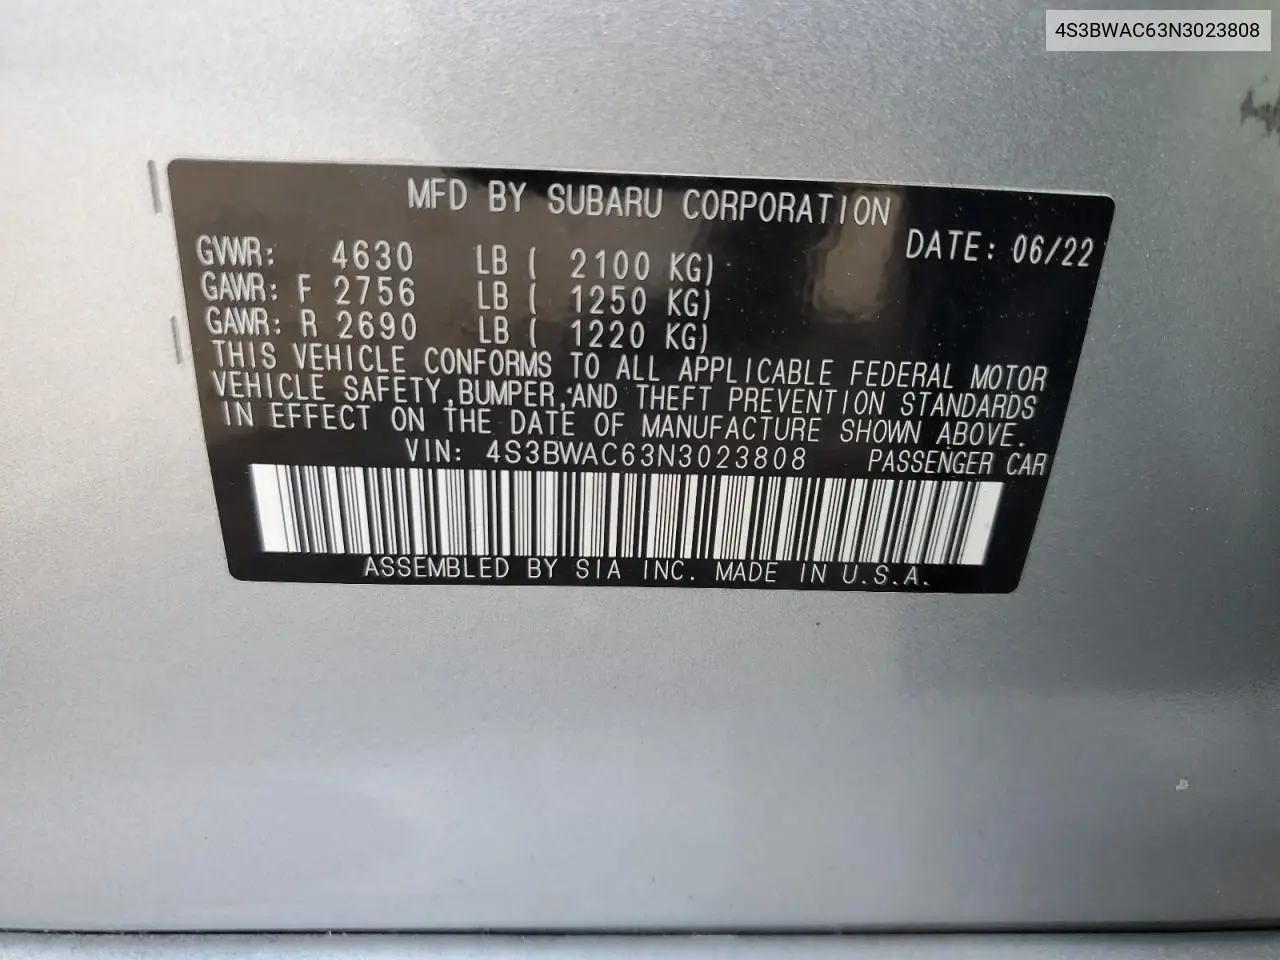 4S3BWAC63N3023808
MFD BY SUBARU CORPORATION
DATE: 06/22
GVWR: 4630 LB ( 2100 KG)
GAWR: F 2756 LB ( 1250 KG)
GAWR: R 2690 LB ( 1220 KG)
THIS VEHICLE CONFORMS TO ALL APPLICABLE FEDERAL MOTOR
VEHICLE SAFETY,BUMPER,AND THEFT PREVENTION STANDARDS
IN EFFECT ON THE DATE OF MANUFACTURE SHOWN ABOVE.
VIN: 4S3BWAC63N3023808 PASSENGER CAR
ASSEMBLED BY SIA INC. MADE IN U.S.A.